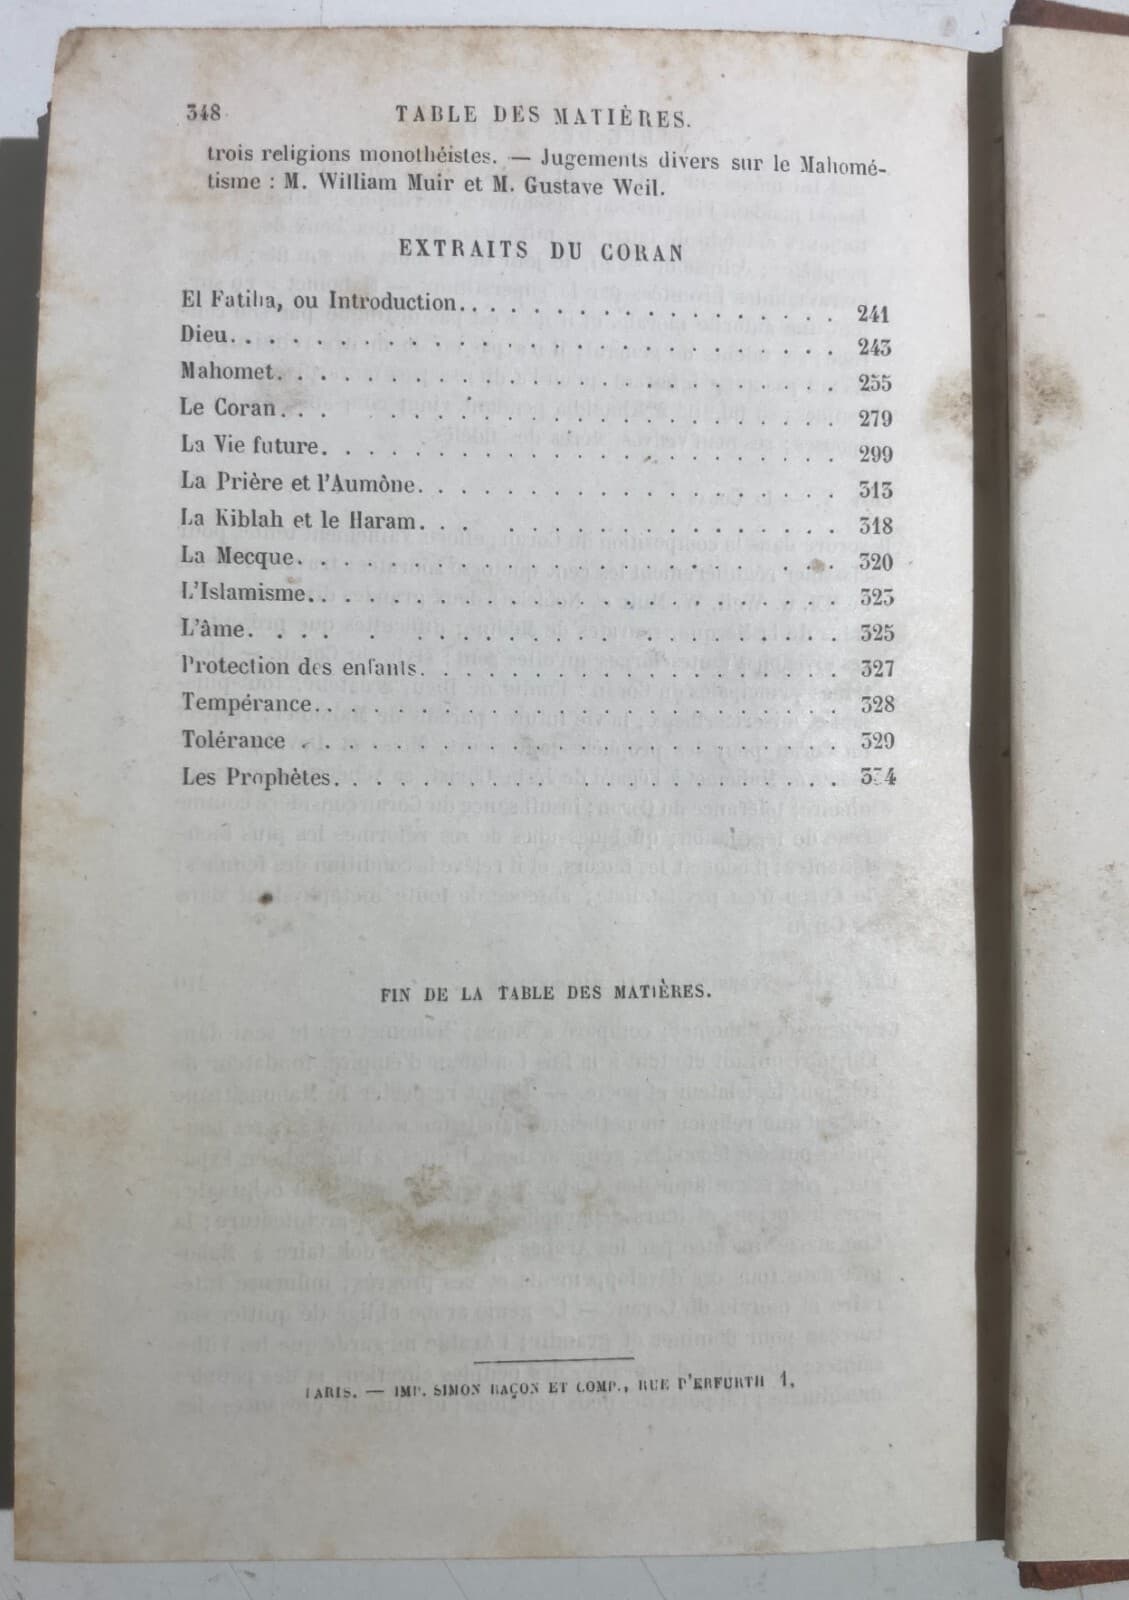 348 TABLE DES MATIÈRES.
trois religions monothéistes. — Jugements divers sur le Mahomé-
tisme : M. William Muir et M. Gustave Weil.
EXTRAITS DU CORAN
El Fatiha, ou Introduction. . . . . . . . . . . . . . . . 241
Dieu. . . . . . . . . . . . . . . . . . . . . . . . 243
Mahomet. . . . . . . . . . . . . . . . . . . . . . 255
Le Coran. . . . . . . . . . . . . . . . . . . . . . 279
La Vie future. . . . . . . . . . . . . . . . . . . . 299
La Prière et l'Aumône. . . . . . . . . . . . . . . . . 313
La Kiblah et le Haram. . . . . . . . . . . . . . . . . 318
La Mecque. . . . . . . . . . . . . . . . . . . . . 320
L'Islamisme. . . . . . . . . . . . . . . . . . . . . 323
L'âme. . . . . . . . . . . . . . . . . . . . . . . 325
Protection des enfants. . . . . . . . . . . . . . . . . 327
Tempérance. . . . . . . . . . . . . . . . . . . . . 328
Tolérance . . . . . . . . . . . . . . . . . . . . . 329
Les Prophètes. . . . . . . . . . . . . . . . . . . . 334
FIN DE LA TABLE DES MATIÈRES.
PARIS. — IMP. SIMON RAÇON ET COMP., RUE D'ERFURTH 1.